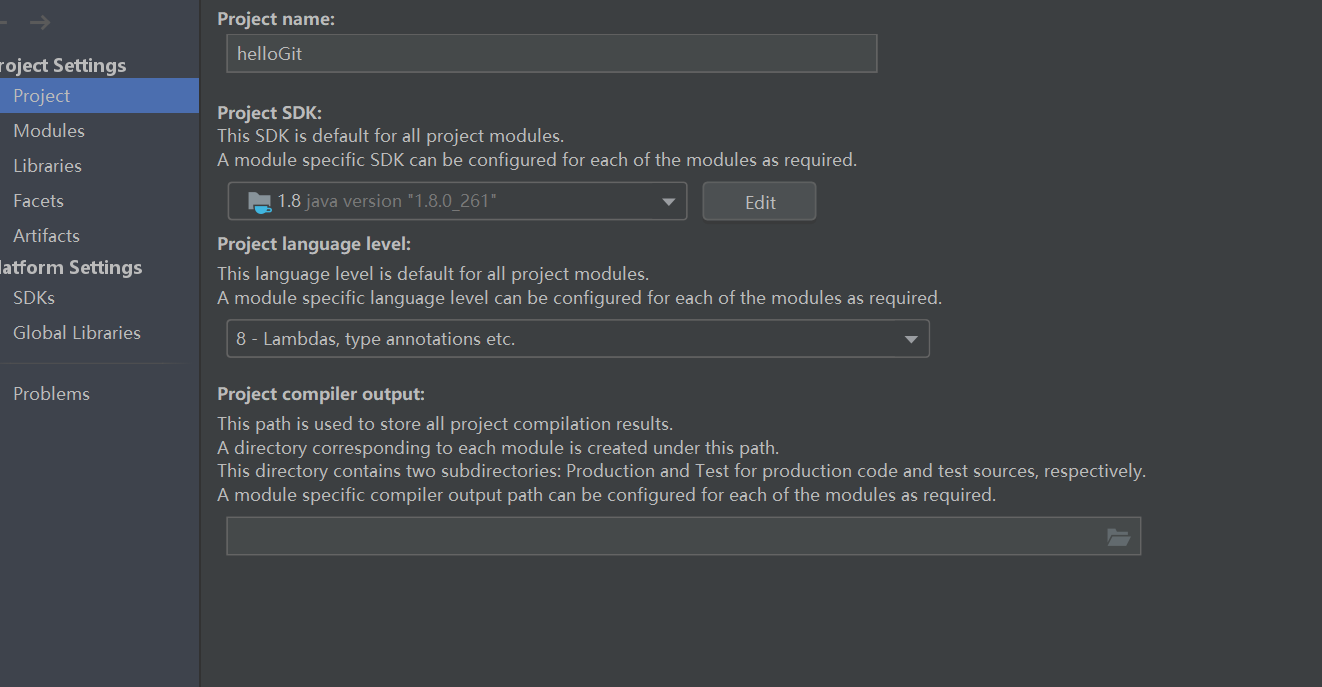 roject Settings
Project
Modules
Libraries
Facets
Artifacts
latform Settings
SDKs
Global Libraries
Problems
Project name:
helloGit
Project SDK:
This SDK is default for all project modules.
A module specific SDK can be configured for each of the modules as required.
1.8 java version "1.8.0_261"
Edit
Project language level:
This language level is default for all project modules.
A module specific language level can be configured for each of the modules as required.
8 - Lambdas, type annotations etc.
Project compiler output:
This path is used to store all project compilation results.
A directory corresponding to each module is created under this path.
This directory contains two subdirectories: Production and Test for production code and test sources, respectively.
A module specific compiler output path can be configured for each of the modules as required.